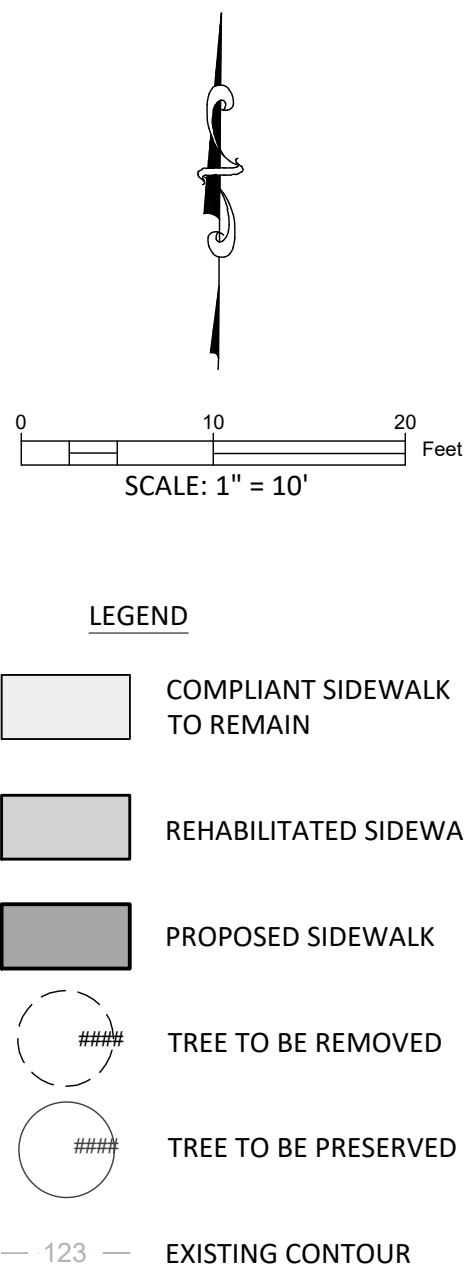 0 10 20
Feet
SCALE: 1" = 10'
LEGEND
COMPLIANT SIDEWALK
TO REMAIN
REHABILITATED SIDEWA
PROPOSED SIDEWALK
#### TREE TO BE REMOVED
#### TREE TO BE PRESERVED
123 EXISTING CONTOUR